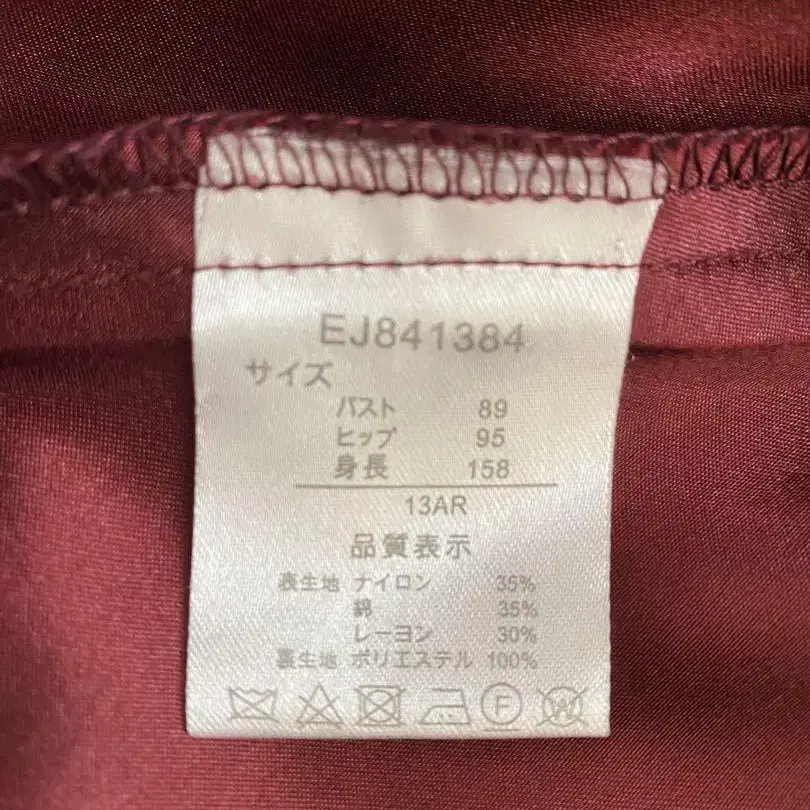 EJ841384
サイズ
バスト 89
ヒップ 95
身長 158
13AR
品質表示
表生地 ナイロン 35%
綿 35%
レーヨン 30%
裏生地 ポリエステル 100%
F W